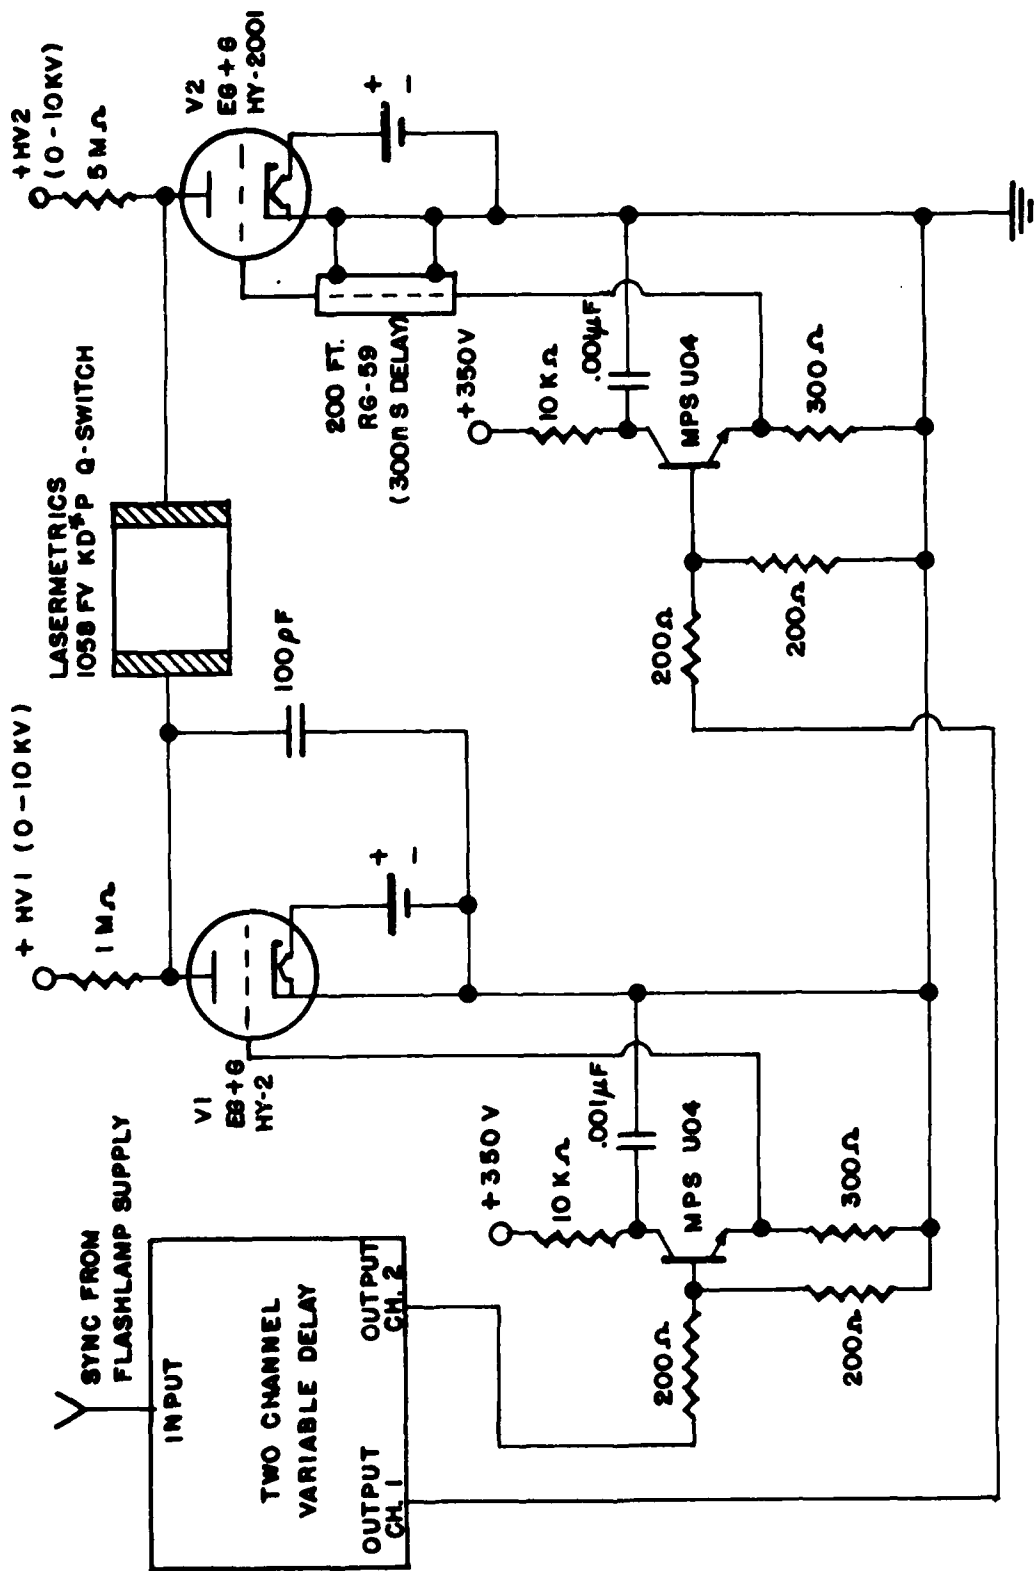 SYNC FROM
FLASHLAMP SUPPLY
INPUT
TWO CHANNEL
VARIABLE DELAY
OUTPUT
CH. 1
OUTPUT
CH. 2
+ HV1 (0-10KV)
1MΩ
V1
EG+G
HY-2
+
-
100pF
LASERMETRICS
1058 FV KD*P Q-SWITCH
+HV2
(0-10KV)
5MΩ
V2
EG+G
HY-2001
+
-
200 FT.
RG-59
(300nS DELAY)
+350V
10KΩ
.001μF
MPS U04
200Ω
200Ω
300Ω
+350V
10KΩ
.001μF
MPS U04
200Ω
200Ω
300Ω